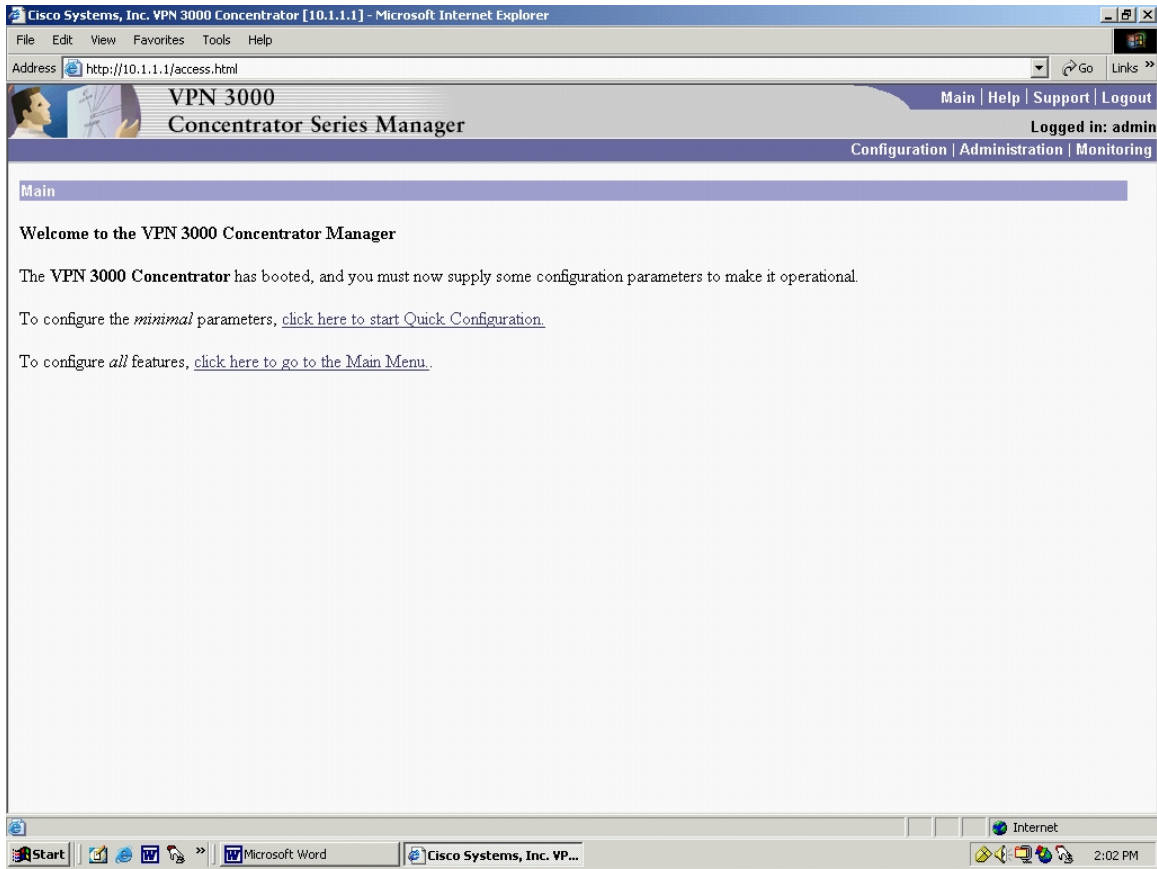 Cisco Systems, Inc. VPN 3000 Concentrator [10.1.1.1] - Microsoft Internet Explorer
File Edit View Favorites Tools Help
Address http://10.1.1.1/access.html Go Links »
VPN 3000
Concentrator Series Manager
Main | Help | Support | Logout
Logged in: admin
Configuration | Administration | Monitoring
Main
Welcome to the VPN 3000 Concentrator Manager
The VPN 3000 Concentrator has booted, and you must now supply some configuration parameters to make it operational.
To configure the minimal parameters, click here to start Quick Configuration.
To configure all features, click here to go to the Main Menu..
Internet
Start » Microsoft Word Cisco Systems, Inc. VP... 2:02 PM